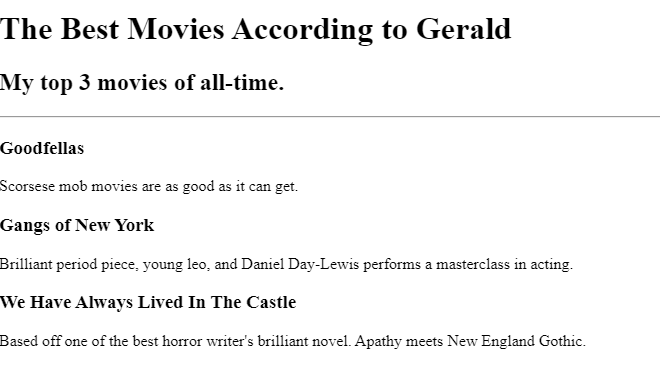 The Best Movies According to Gerald
My top 3 movies of all-time.
Goodfellas
Scorsese mob movies are as good as it can get.
Gangs of New York
Brilliant period piece, young leo, and Daniel Day-Lewis performs a masterclass in acting.
We Have Always Lived In The Castle
Based off one of the best horror writer's brilliant novel. Apathy meets New England Gothic.